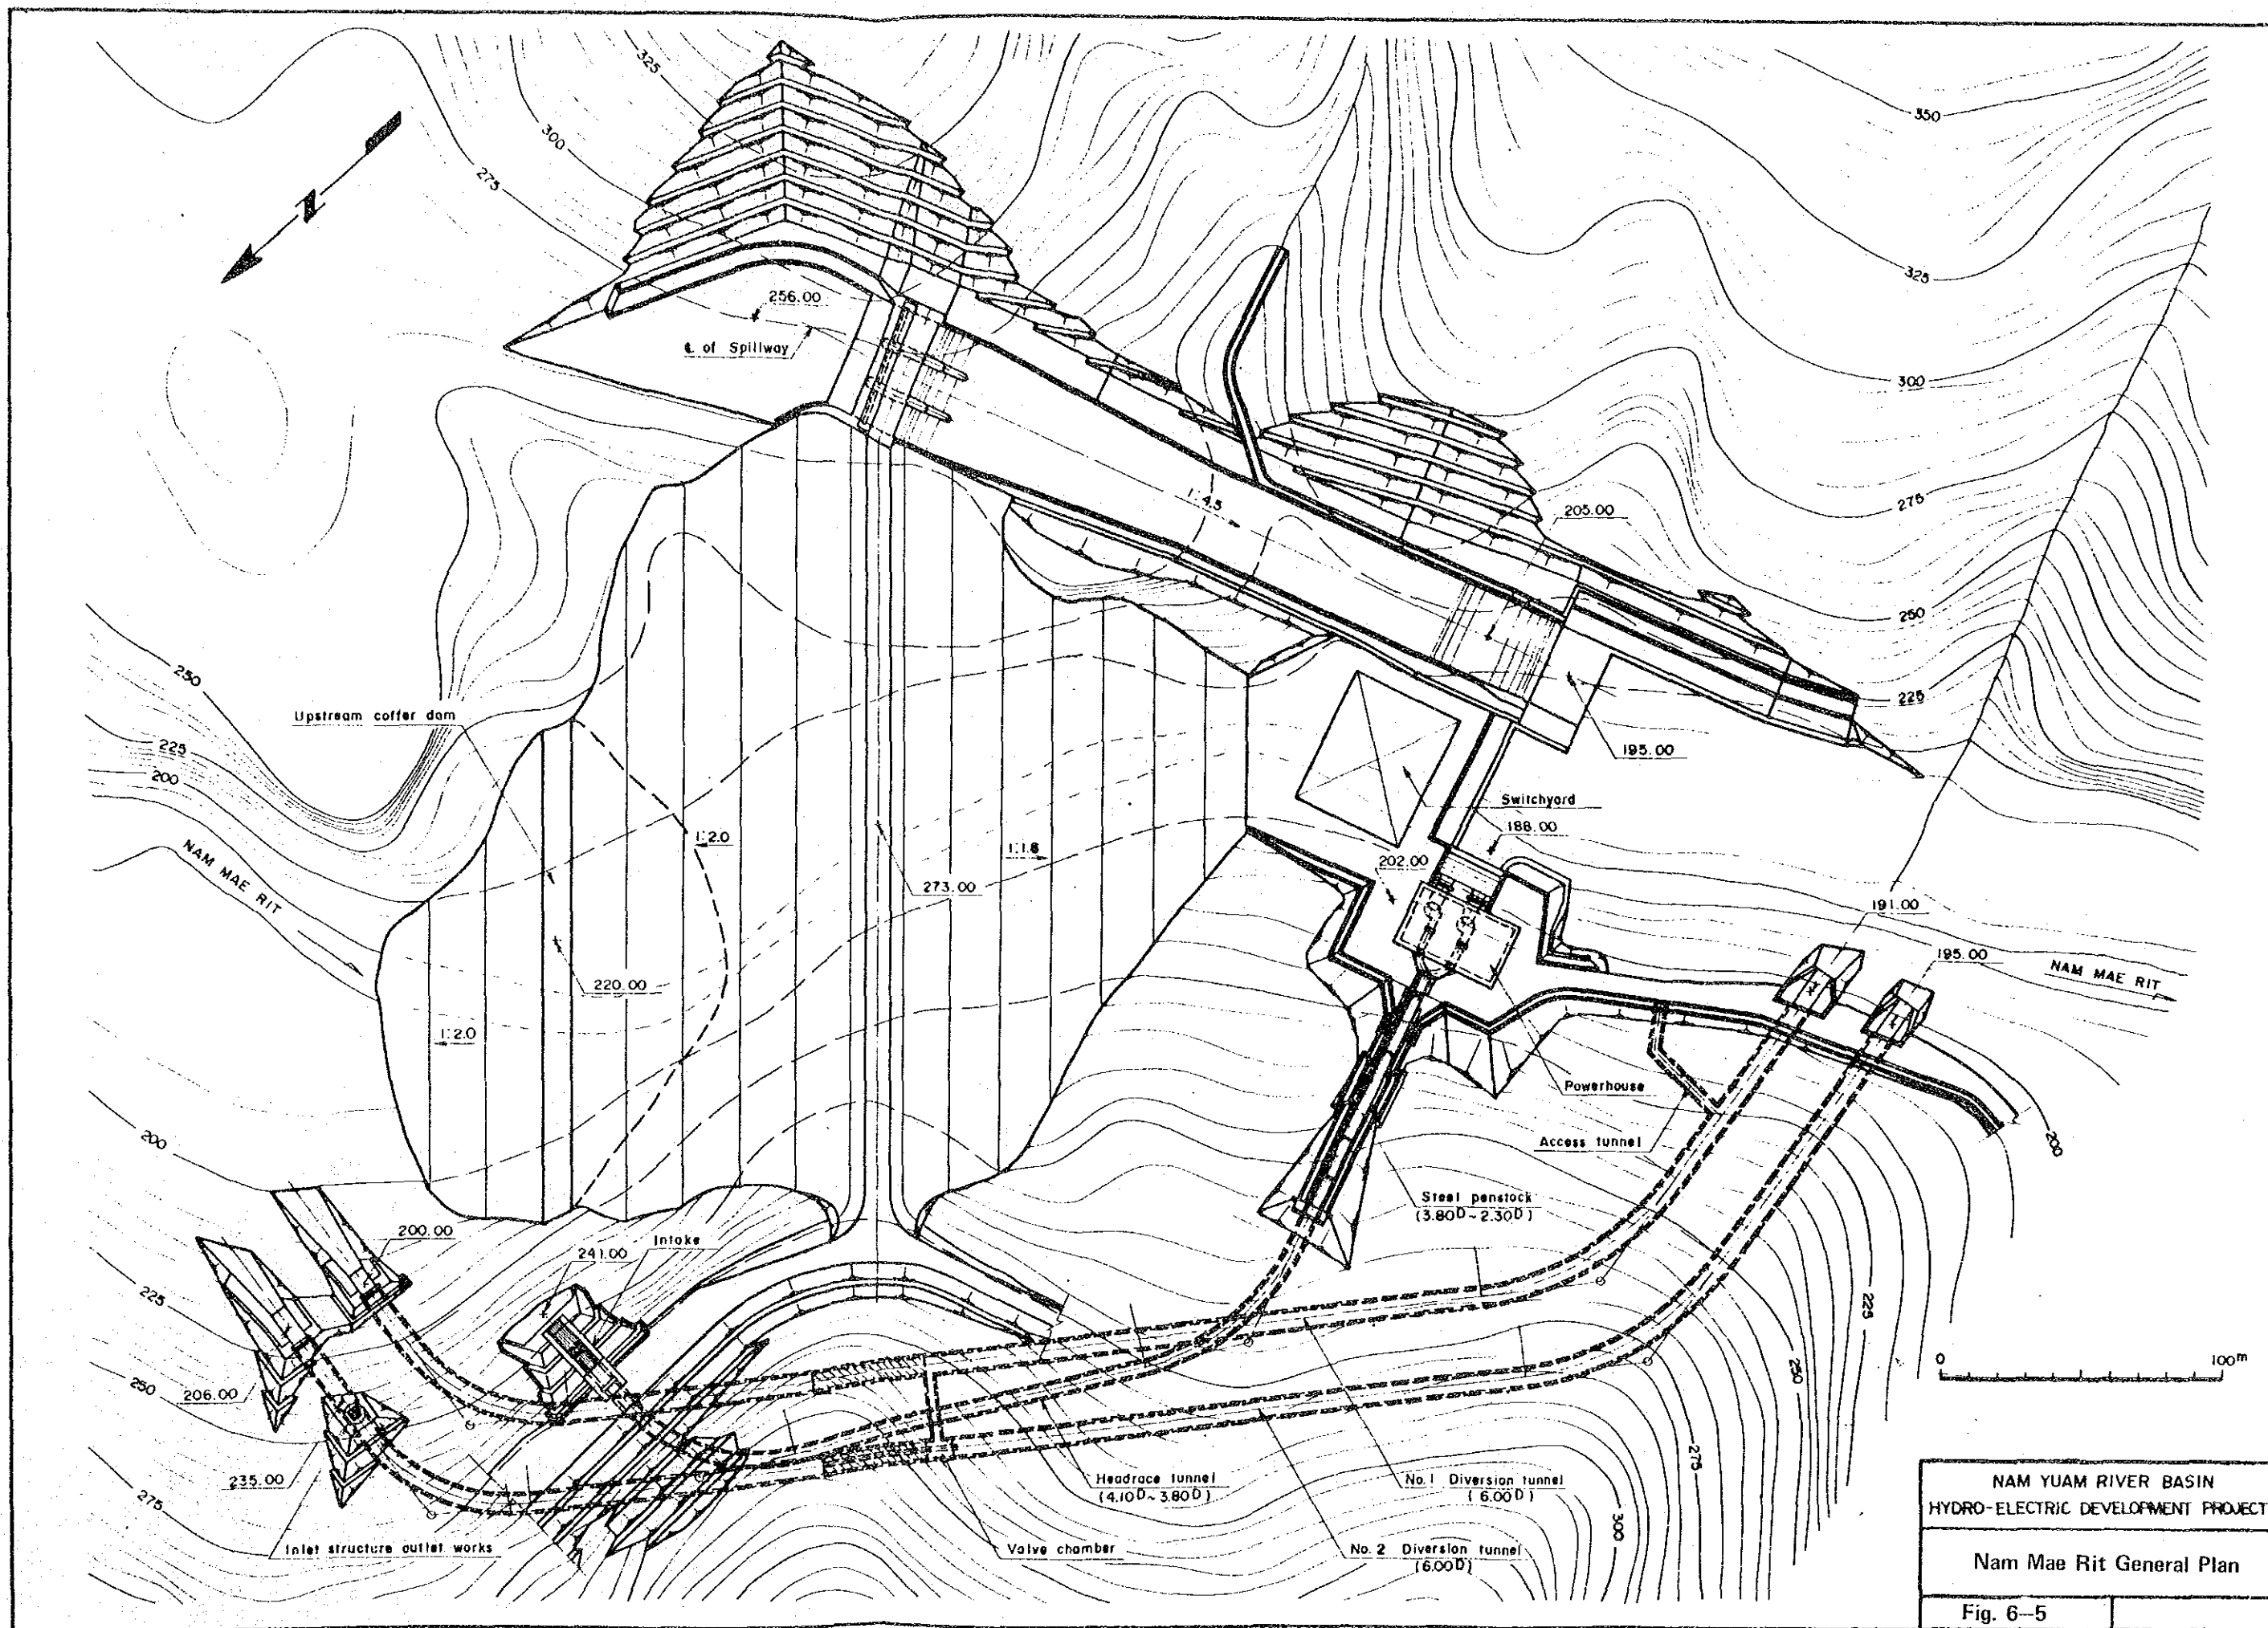 325
300
275
350
325
300
275
250
225
N
256.00
℄ of Spillway
1:4.5
205.00
195.00
250
225
200
Upstream coffer dam
NAM MAE RIT
1:2.0
1:1.8
273.00
220.00
1:2.0
Switchyard
188.00
202.00
191.00
195.00
NAM MAE RIT
Powerhouse
Access tunnel
Steel penstock
(3.80D~2.30D)
200
200
225
250
275
200.00
241.00
Intake
206.00
235.00
Inlet structure outlet works
Headrace tunnel
(4.10D~3.80D)
Valve chamber
No.1 Diversion tunnel
(6.00D)
No.2 Diversion tunnel
(6.00D)
225
250
275
300
0 100m
NAM YUAM RIVER BASIN
HYDRO-ELECTRIC DEVELOPMENT PROJECT
Nam Mae Rit General Plan
Fig. 6-5